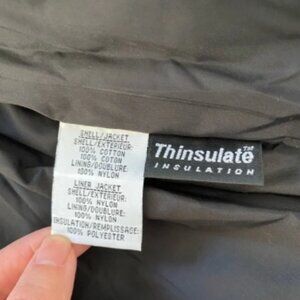 SHELL/JACKET
SHELL/EXTERIEUR:
100% COTTON
100% COTON
LINING/DOUBLURE:
100% NYLON
LINER JACKET
SHELL/EXTERIEUR:
100% NYLON
LINING/DOUBLURE:
100% NYLON
INSULATION/REMPLISSAGE:
100% POLYESTER
Thinsulate™
INSULATION